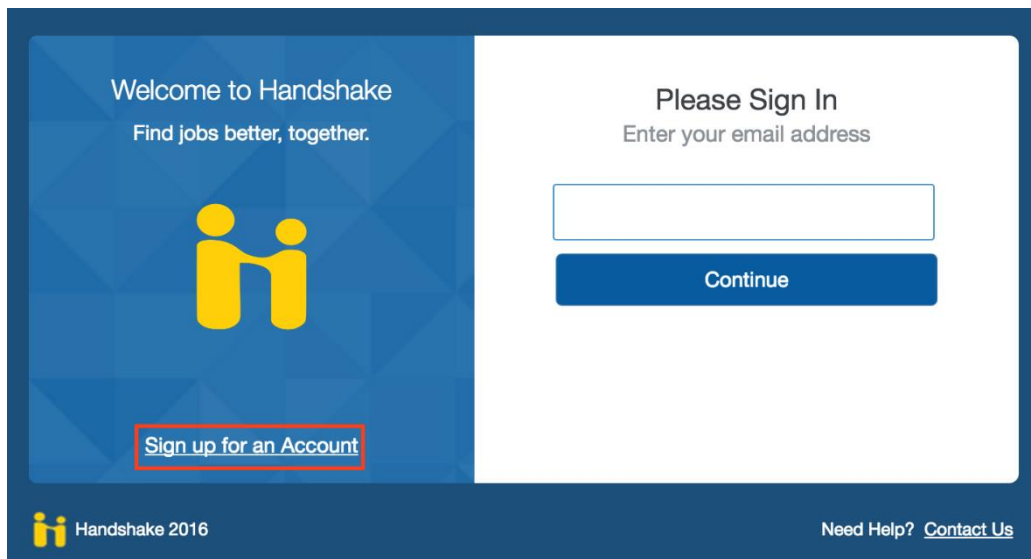 Welcome to Handshake
Find jobs better, together.
Sign up for an Account
Please Sign In
Enter your email address
Continue
Handshake 2016
Need Help? Contact Us